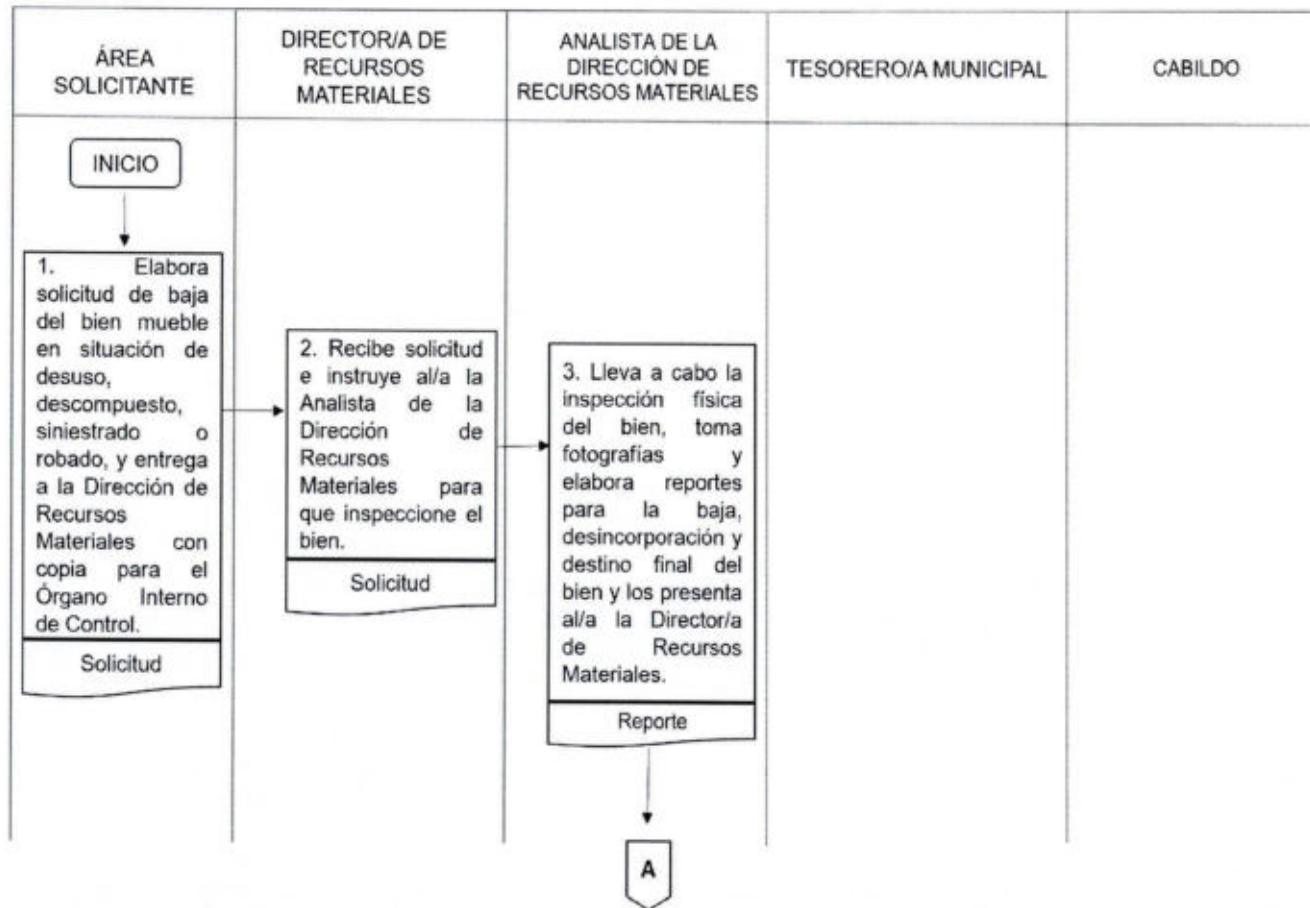 ÁREA
SOLICITANTE
DIRECTOR/A DE
RECURSOS
MATERIALES
ANALISTA DE LA
DIRECCIÓN DE
RECURSOS MATERIALES
TESORERO/A MUNICIPAL
CABILDO
INICIO
1. Elabora
solicitud de baja
del bien mueble
en situación de
desuso,
descompuesto,
siniestrado o
robado, y entrega
a la Dirección de
Recursos
Materiales con
copia para el
Órgano Interno
de Control.
Solicitud
2. Recibe solicitud
e instruye al/a la
Analista de la
Dirección de
Recursos
Materiales para
que inspeccione el
bien.
Solicitud
3. Lleva a cabo la
inspección física
del bien, toma
fotografías y
elabora reportes
para la baja,
desincorporación y
destino final del
bien y los presenta
al/a la Director/a
de Recursos
Materiales.
Reporte
A